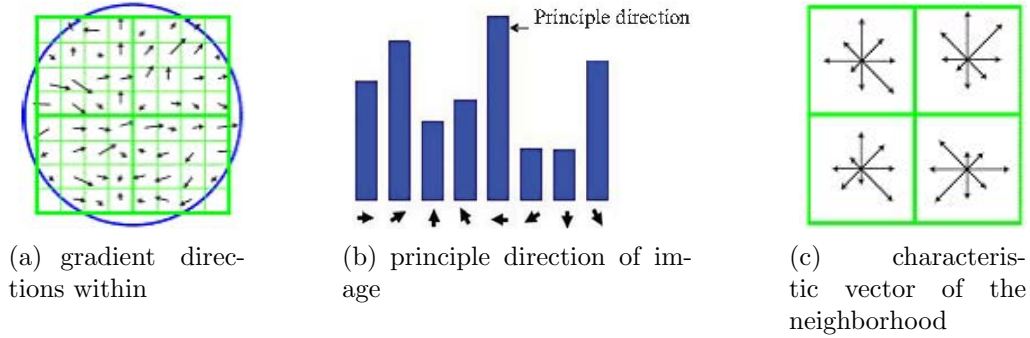 Principle direction
(a) gradient direc-
tions within
(b) principle direction of im-
age
(c) characteris-
tic vector of the
neighborhood